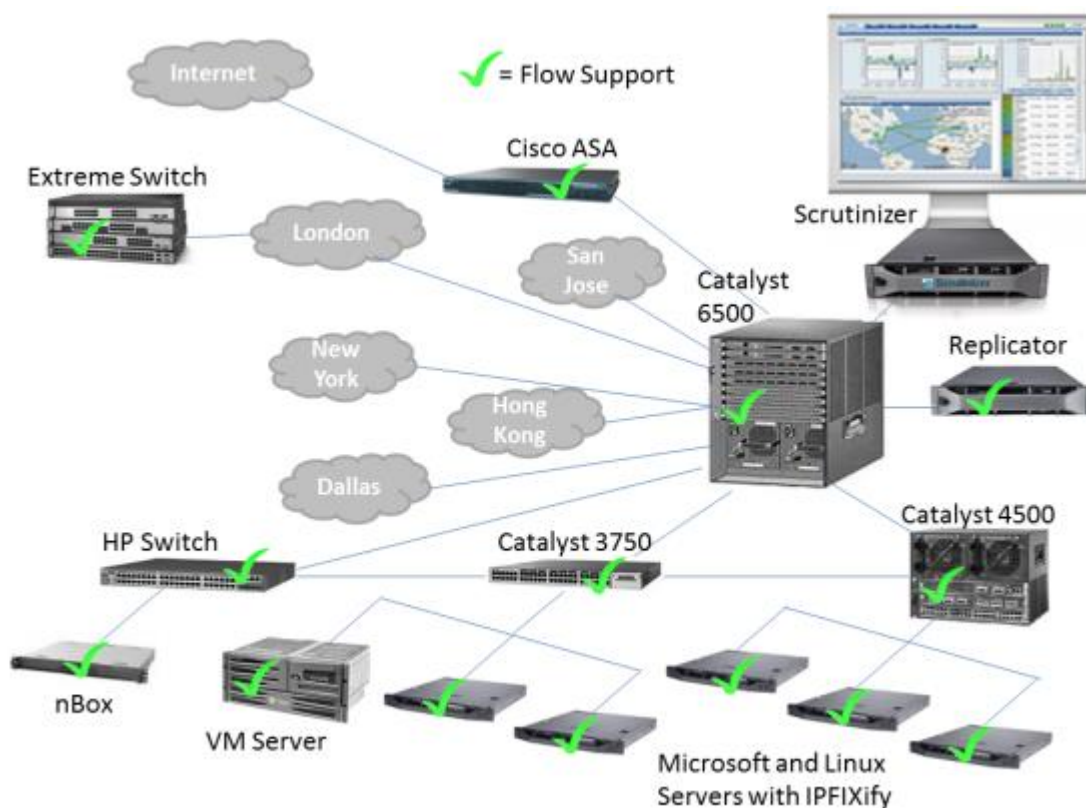 Internet
= Flow Support
Cisco ASA
Extreme Switch
London
San
Jose
Scrutinizer
Scrutinizer
Catalyst
6500
New
York
Replicator
Hong
Kong
Dallas
HP Switch
Catalyst 3750
Catalyst 4500
nBox
VM Server
Microsoft and Linux
Servers with IPFIXify